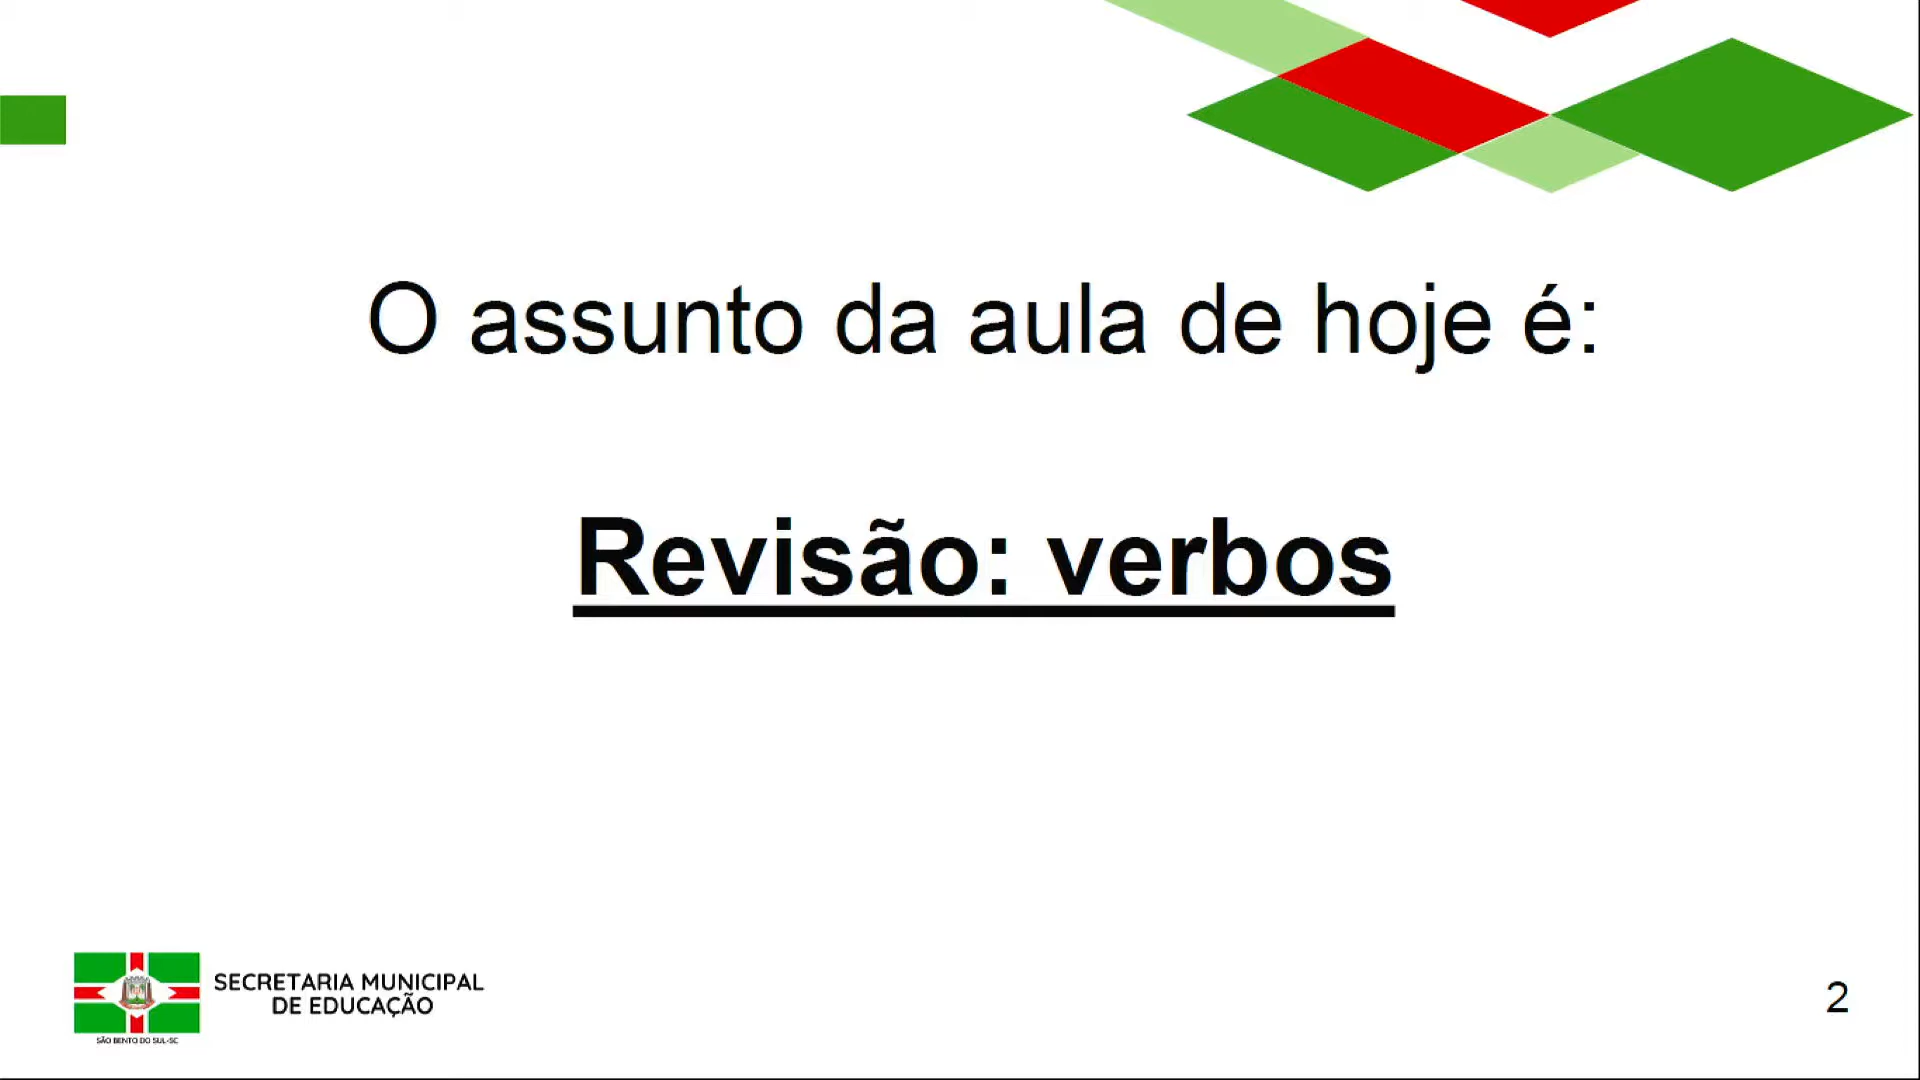 O assunto da aula de hoje é:
Revisão: verbos
SECRETARIA MUNICIPAL
DE EDUCAÇÃO
SÃO BENTO DO SUL-SC
2